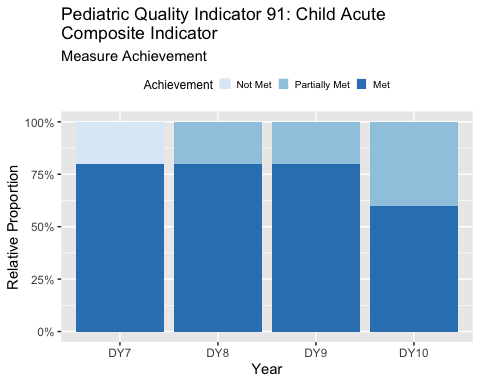 Pediatric Quality Indicator 91: Child Acute
Composite Indicator
Measure Achievement
Achievement Not Met Partially Met Met
100%
75%
50%
25%
0%
Relative Proportion
DY7 DY8 DY9 DY10
Year